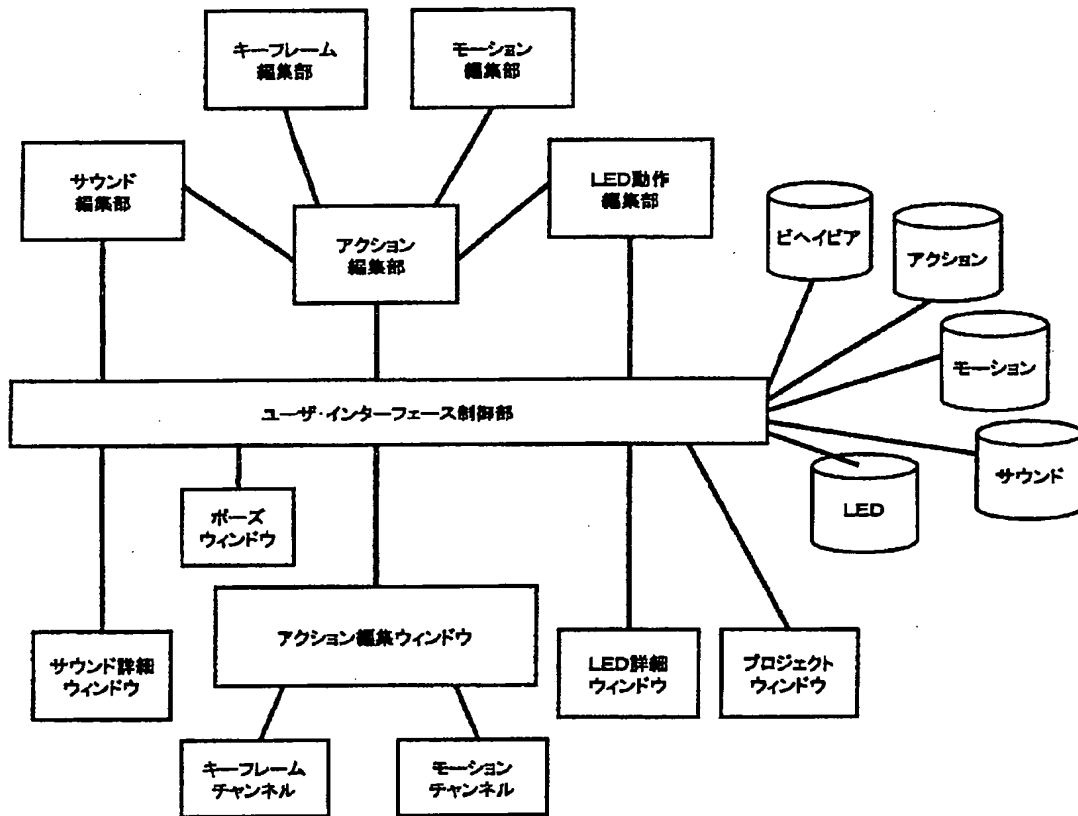 キーフレーム
編集部
モーション
編集部
サウンド
編集部
LED動作
編集部
アクション
編集部
ビヘイビア
アクション
モーション
サウンド
LED
ユーザ・インターフェース制御部
ポーズ
ウィンドウ
アクション編集ウィンドウ
サウンド詳細
ウィンドウ
LED詳細
ウィンドウ
プロジェクト
ウィンドウ
キーフレーム
チャンネル
モーション
チャンネル